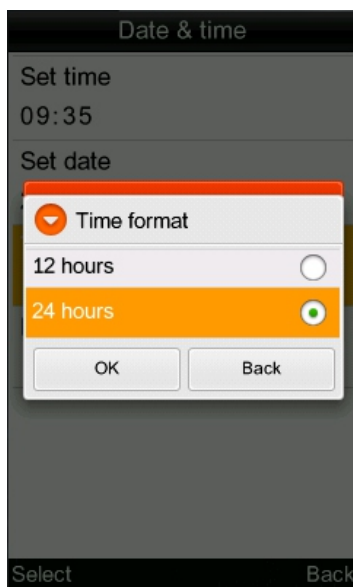 Date & time
Set time
09:35
Set date
Time format
12 hours
24 hours
OK
Back
Select
Back